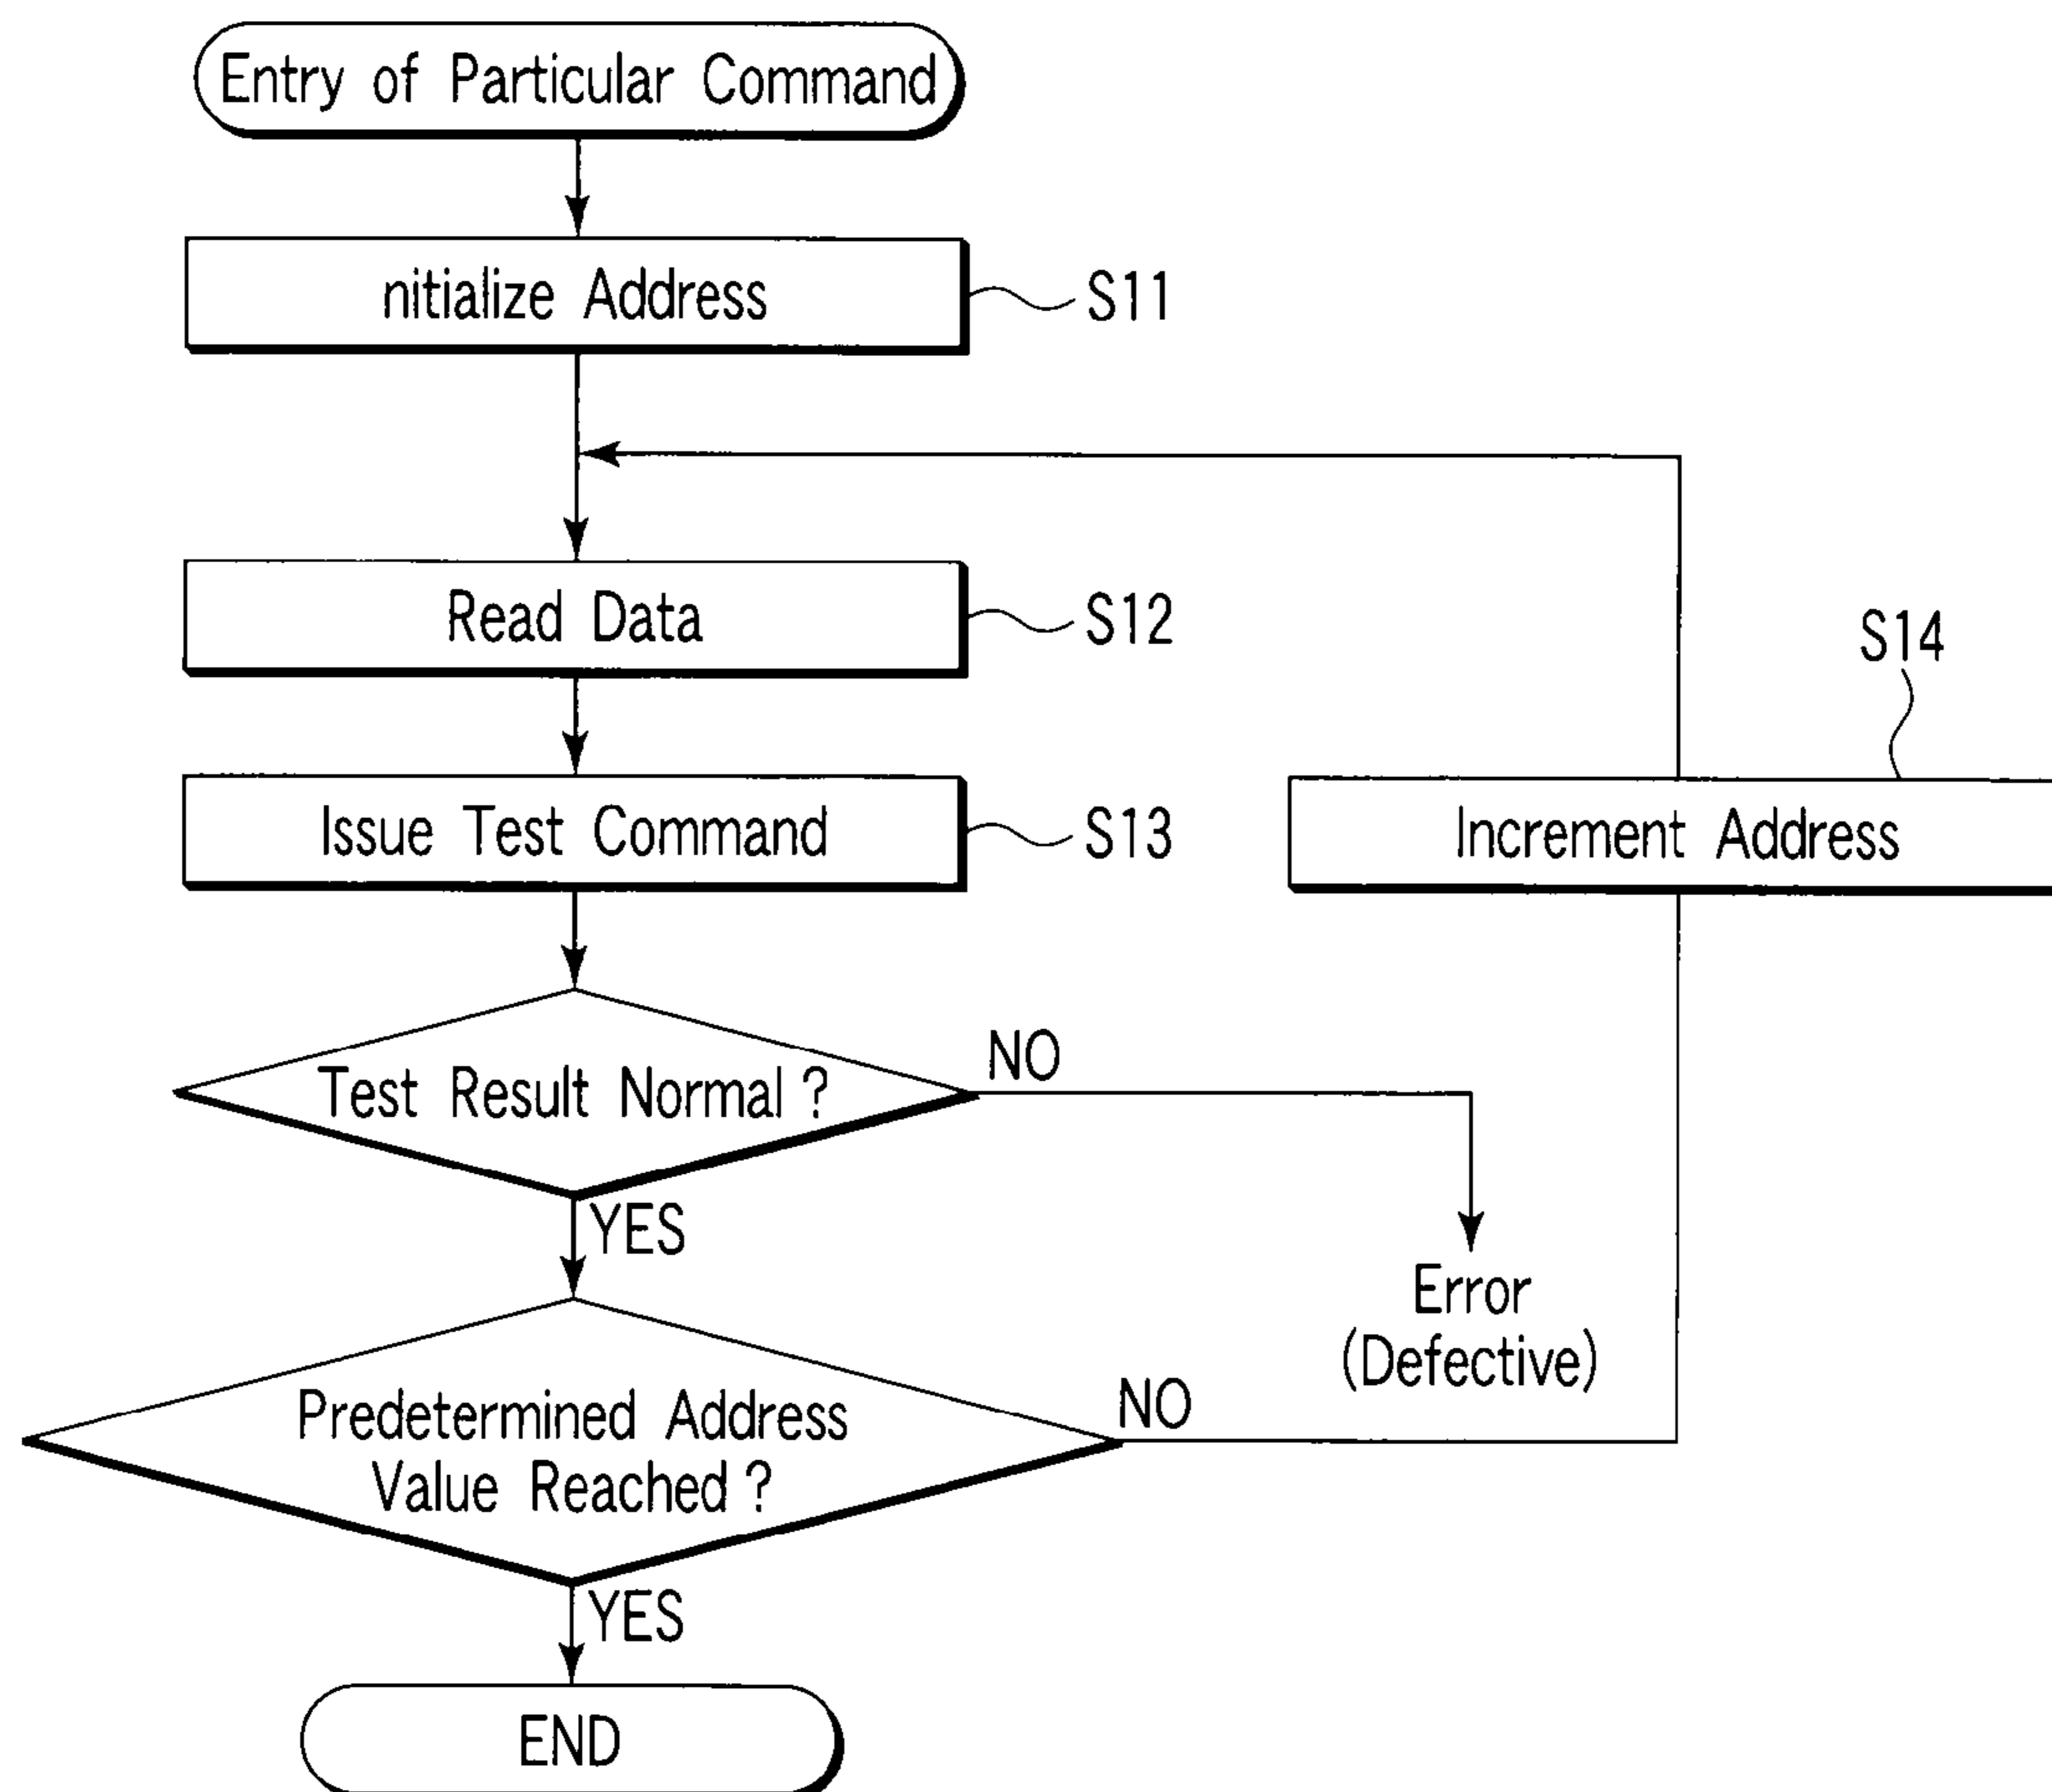 Entry of Particular Command
nitialize Address
S11
Read Data
S12
S14
Issue Test Command
S13
Increment Address
Test Result Normal ?
NO
YES
Error
(Defective)
Predetermined Address
Value Reached ?
NO
YES
END